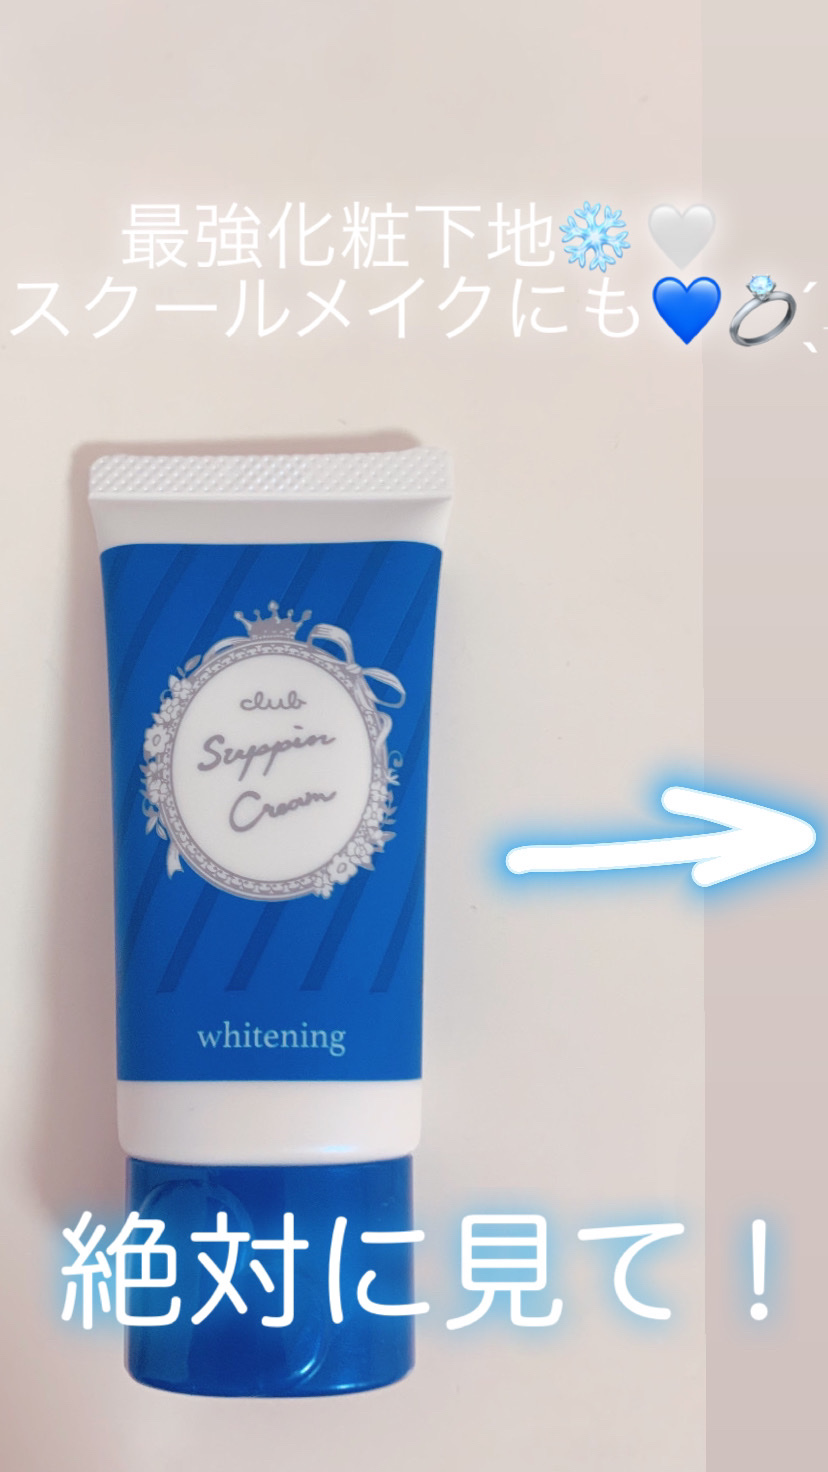 最強化粧下地❄️🤍
スクールメイクにも💙💍
club
Suppin
Cream
whitening
絶対に見て！